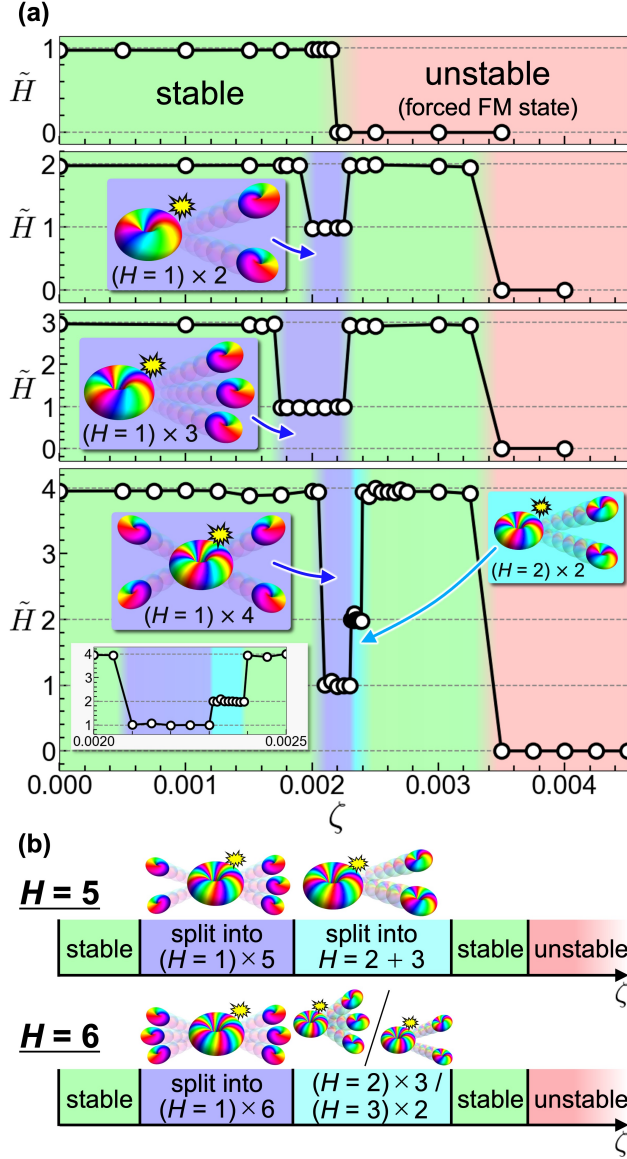 (a)
1
H̃
0
stable
unstable
(forced FM state)
2
H̃
1
0
(H = 1) × 2
3
2
H̃
1
0
(H = 1) × 3
4
3
H̃
2
1
0
(H = 1) × 4
(H = 2) × 2
4
3
2
1
0.0020
0.0025
0.000
0.001
0.002
0.003
0.004
ζ
(b)
H = 5
stable
split into
(H = 1) × 5
split into
H = 2 + 3
stable
unstable
ζ
H = 6
stable
split into
(H = 1) × 6
(H = 2) × 3 /
(H = 3) × 2
stable
unstable
ζ